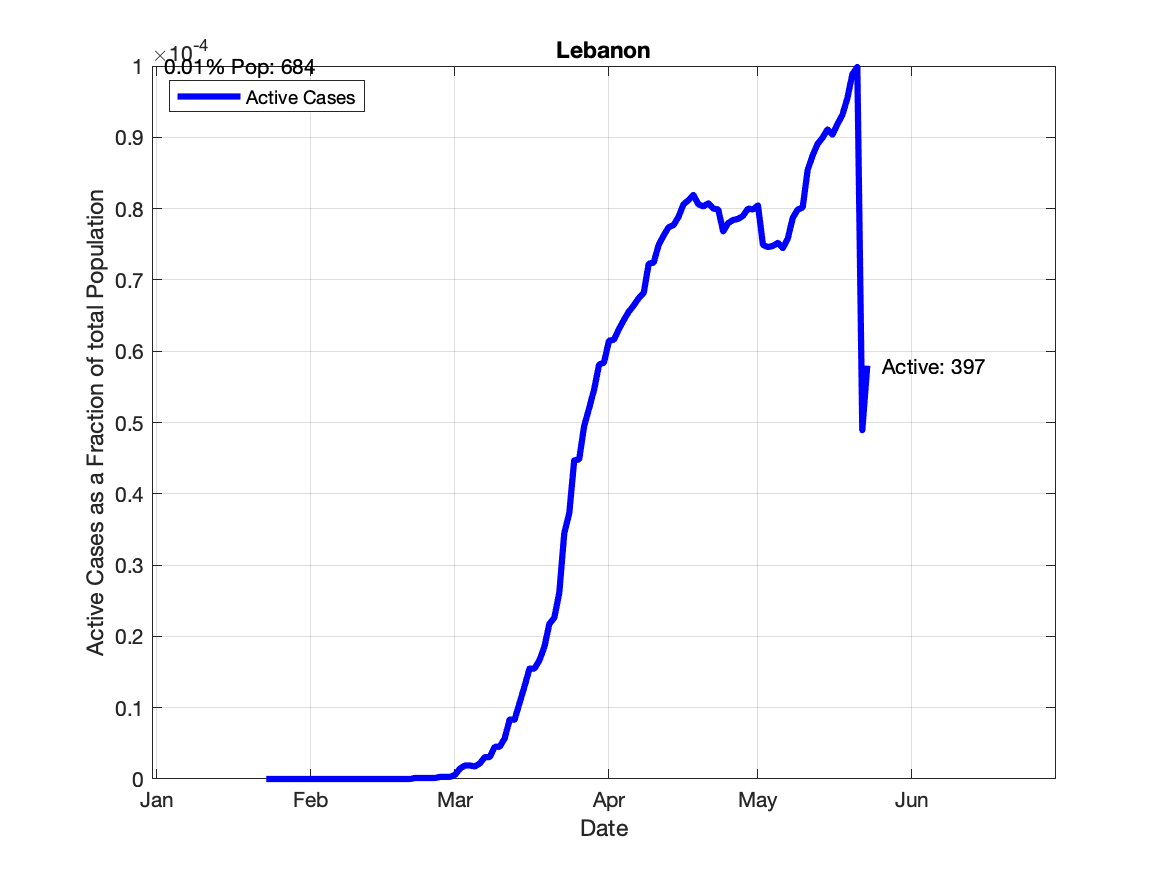 Lebanon
×10-4
0.01% Pop: 684
Active Cases
1
0.9
0.8
0.7
0.6
0.5
0.4
0.3
0.2
0.1
0
Active: 397
Active Cases as a Fraction of total Population
Jan Feb Mar Apr May Jun
Date